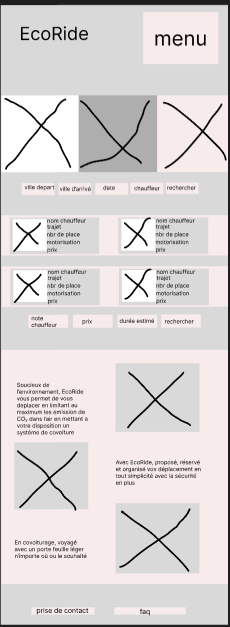 EcoRide
menu
ville depart ville d'arrivé date chauffeur rechercher
nom chauffeur
trajet
nbr de place
motorisation
prix
nom chauffeur
trajet
nbr de place
motorisation
prix
nom chauffeur
trajet
nbr de place
motorisation
prix
nom chauffeur
trajet
nbr de place
motorisation
prix
note
chauffeur
prix
durée estimé
rechercher
Soucieux de
l'environnement, EcoRide
vous permet de vous
deplacer en limitant au
maximum les émission de
CO₂ dans l'air en mettant a
votre disposition un
système de covoiture
Avec EcoRide, proposé, réservé
et organisé vos déplacement en
tout simplicité avec la sécurité
en plus
En covoiturage, voyagé
avec un porte feuille léger
n'importe où ou le souhaité
prise de contact
faq